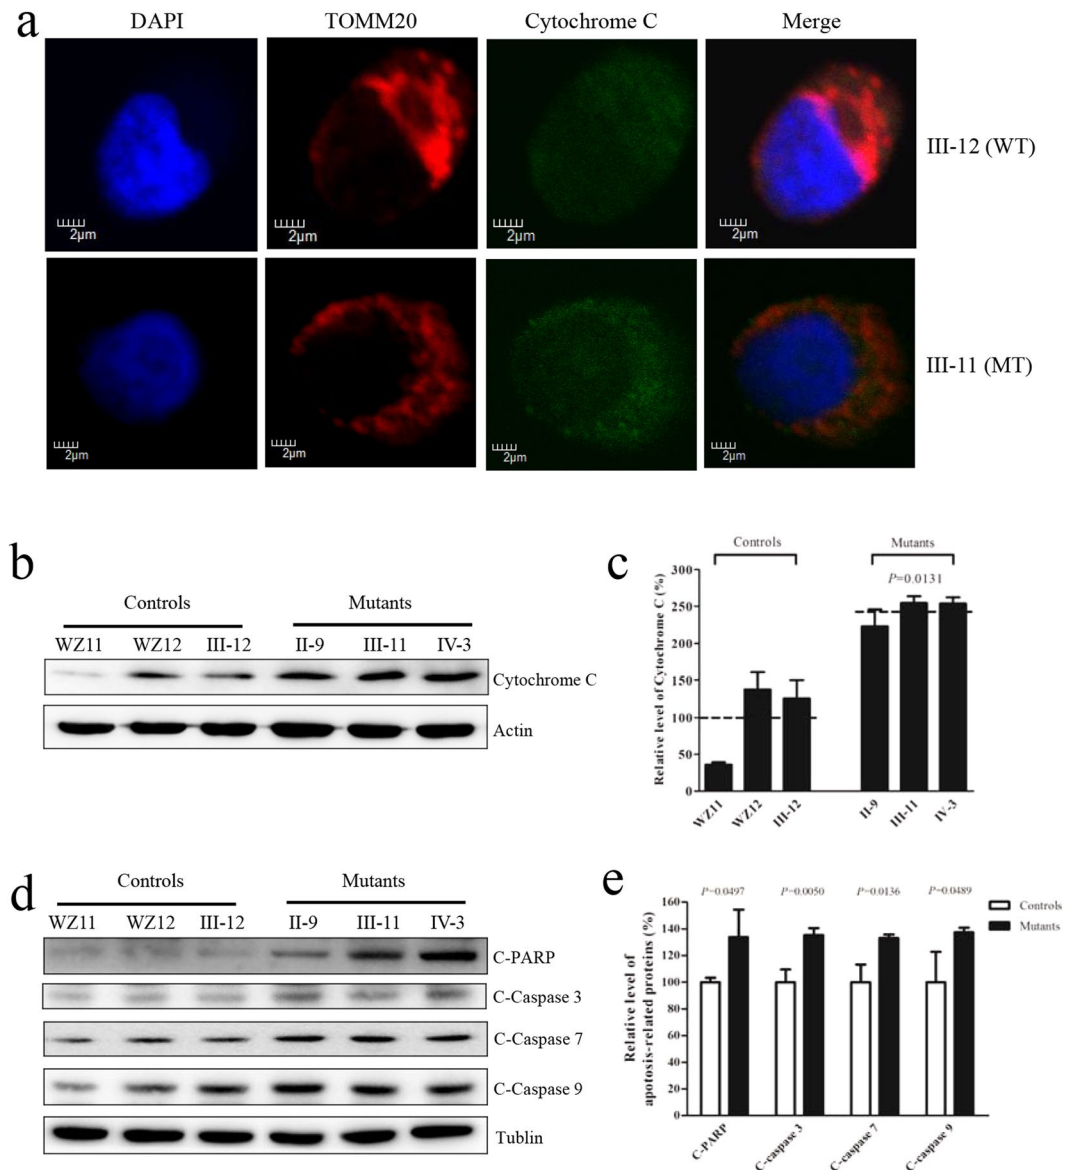 a
DAPI TOMM20 Cytochrome C Merge
2μm 2μm 2μm 2μm
III-12 (WT)
2μm 2μm 2μm 2μm
III-11 (MT)
b
Controls Mutants
WZ11 WZ12 III-12 II-9 III-11 IV-3
Cytochrome C
Actin
c
Controls Mutants
P=0.0131
Relative level of Cytochrome C (%)
300
250
200
150
100
50
0
WZ11 WZ12 III-12 II-9 III-11 IV-3
d
Controls Mutants
WZ11 WZ12 III-12 II-9 III-11 IV-3
C-PARP
C-Caspase 3
C-Caspase 7
C-Caspase 9
Tublin
e
P=0.0497 P=0.0050 P=0.0136 P=0.0489
Controls
Mutants
Relative level of
apotosis-related proteins (%)
160
140
120
100
80
60
40
20
0
C-PARP C-caspase 3 C-caspase 7 C-caspase 9